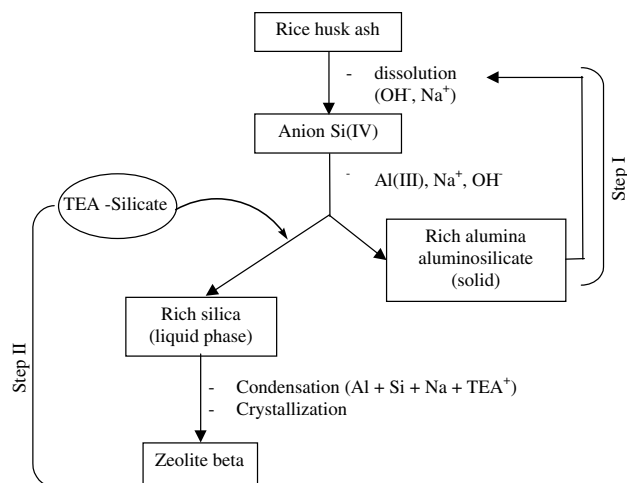 Rice husk ash
- dissolution
(OH⁻, Na⁺)
Anion Si(IV)
- Al(III), Na⁺, OH⁻
Step I
TEA -Silicate
Rich alumina
aluminosilicate
(solid)
Rich silica
(liquid phase)
Step II
- Condensation (Al + Si + Na + TEA⁺)
- Crystallization
Zeolite beta